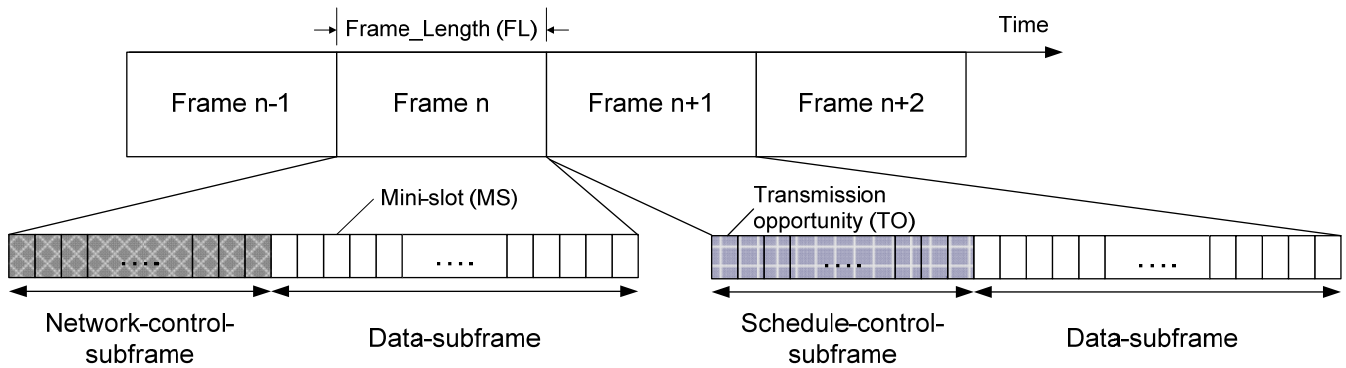 Frame_Length (FL)
Time
Frame n-1
Frame n
Frame n+1
Frame n+2
Mini-slot (MS)
Transmission
opportunity (TO)
....
....
....
....
Network-control-
subframe
Data-subframe
Schedule-control-
subframe
Data-subframe